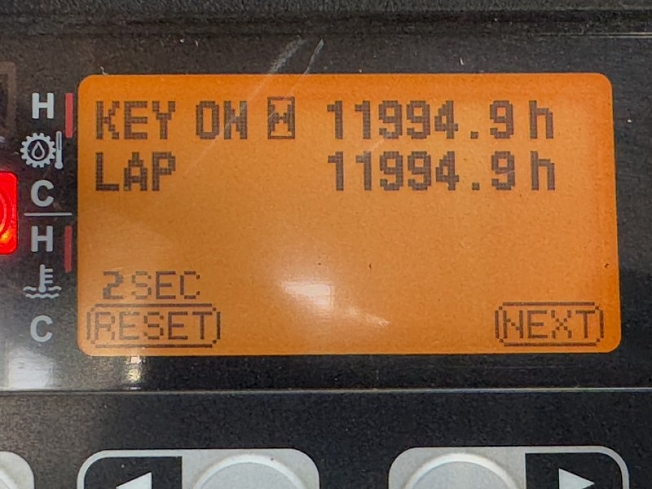 H
C
H
C
KEY ON ⧖ 11994.9h
LAP 11994.9h
2SEC
RESET
NEXT